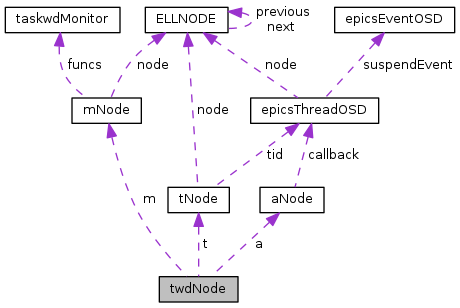 taskwdMonitor
ELLNODE
previous
next
epicsEventOSD
funcs
node
node
suspendEvent
mNode
node
epicsThreadOSD
tid
callback
m
tNode
aNode
t
a
twdNode